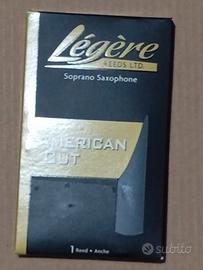 Légère
REEDS LTD.
Soprano Saxophone
AMERICAN
CUT
1 Reed • Anche
subito